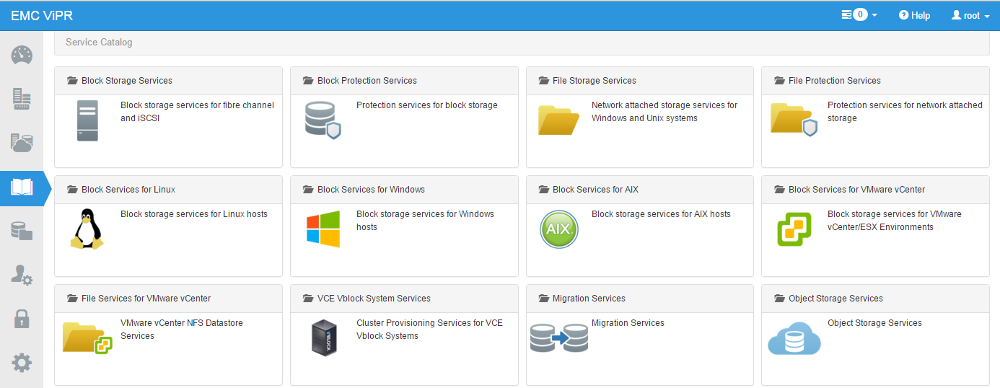 EMC ViPR
0
Help
root
Service Catalog
Block Storage Services
Block storage services for fibre channel
and iSCSI
Block Protection Services
Protection services for block storage
File Storage Services
Network attached storage services for
Windows and Unix systems
File Protection Services
Protection services for network attached
storage
Block Services for Linux
Block storage services for Linux hosts
Block Services for Windows
Block storage services for Windows
hosts
Block Services for AIX
AIX
Block storage services for AIX hosts
Block Services for VMware vCenter
Block storage services for VMware
vCenter/ESX Environments
File Services for VMware vCenter
VMware vCenter NFS Datastore
Services
VCE Vblock System Services
VBLOCK
Cluster Provisioning Services for VCE
Vblock Systems
Migration Services
Migration Services
Object Storage Services
Object Storage Services